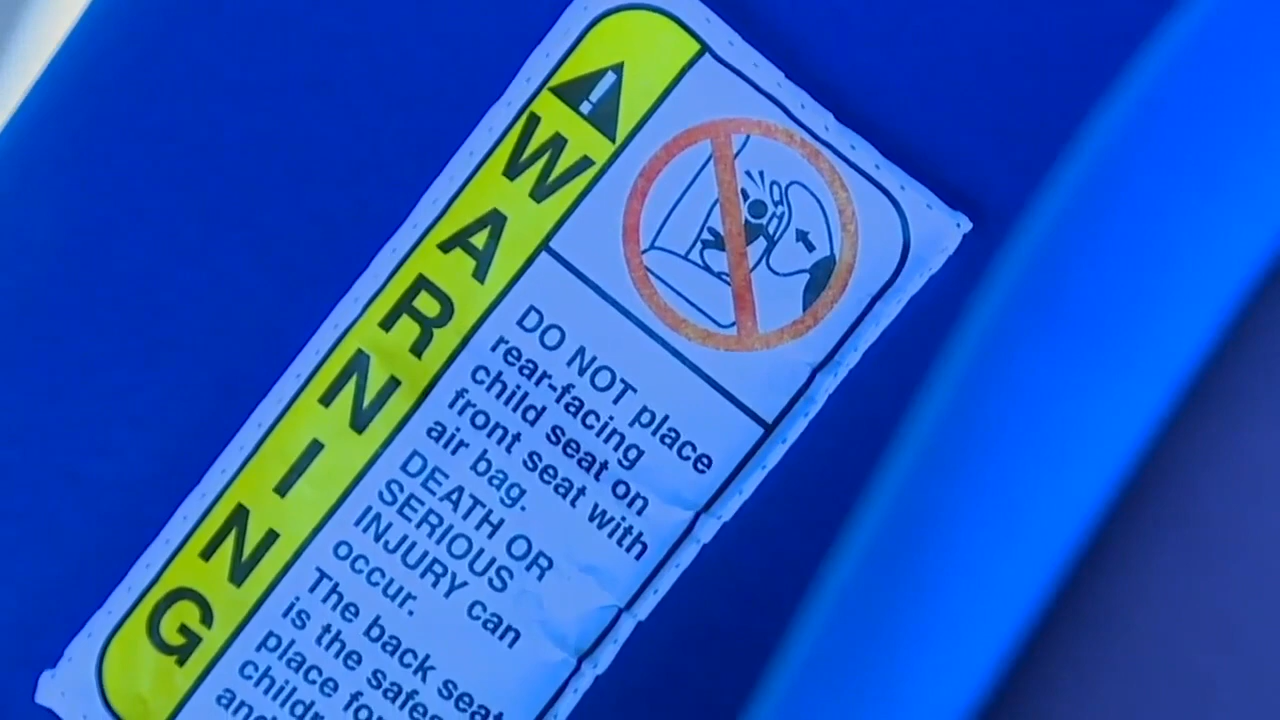 WARNING
DO NOT place
rear-facing
child seat on
front seat with
air bag.
DEATH OR
SERIOUS
INJURY can
occur.
The back seat
is the safes
place fo
childr
and